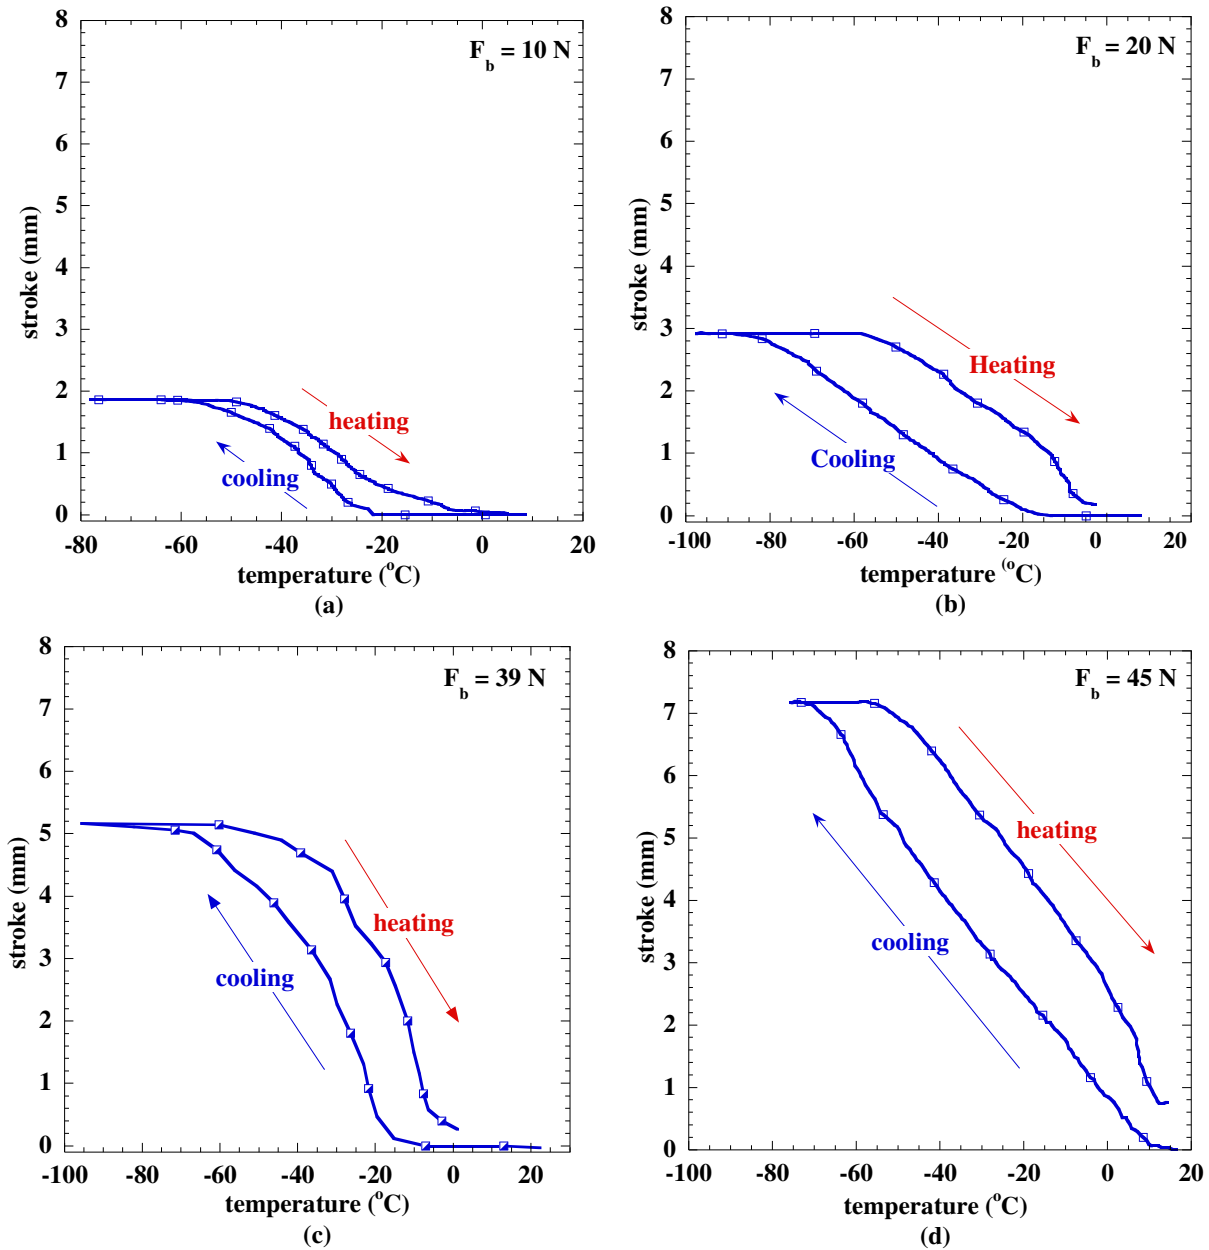 F_b = 10 N
8
7
6
5
4
3
2
1
0
stroke (mm)
heating
cooling
-80 -60 -40 -20 0 20
temperature (°C)
(a)
F_b = 20 N
8
7
6
5
4
3
2
1
0
stroke (mm)
Heating
Cooling
-100 -80 -60 -40 -20 0 20
temperature (°C)
(b)
F_b = 39 N
8
7
6
5
4
3
2
1
0
stroke (mm)
heating
cooling
-100 -80 -60 -40 -20 0 20
temperature (°C)
(c)
F_b = 45 N
8
7
6
5
4
3
2
1
0
stroke (mm)
heating
cooling
-100 -80 -60 -40 -20 0 20
temperature (°C)
(d)